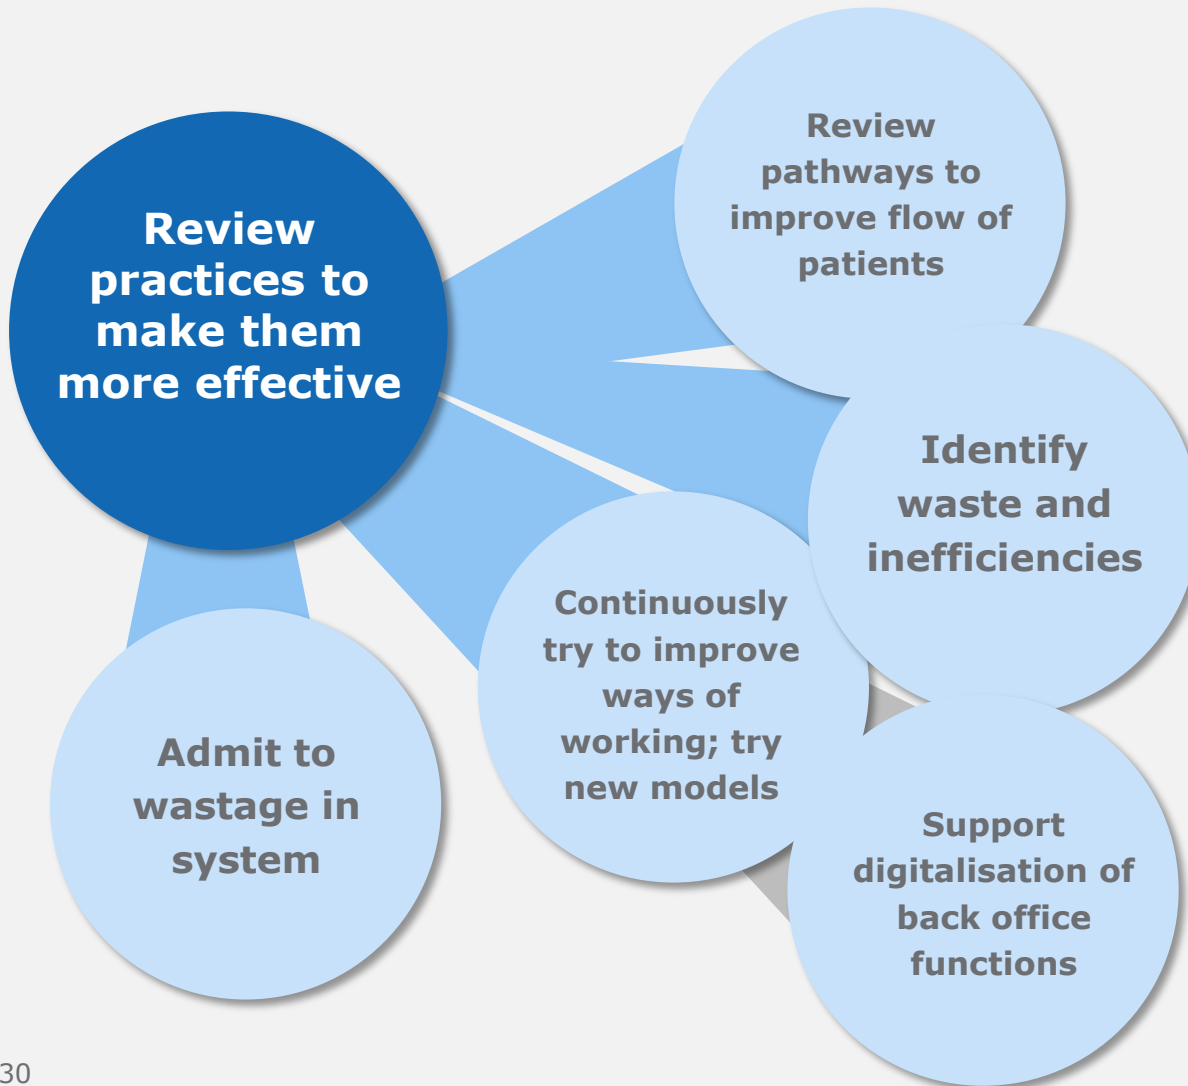 Review
practices to
make them
more effective
Review
pathways to
improve flow of
patients
Identify
waste and
inefficiencies
Continuously
try to improve
ways of
working; try
new models
Admit to
wastage in
system
Support
digitalisation of
back office
functions
30